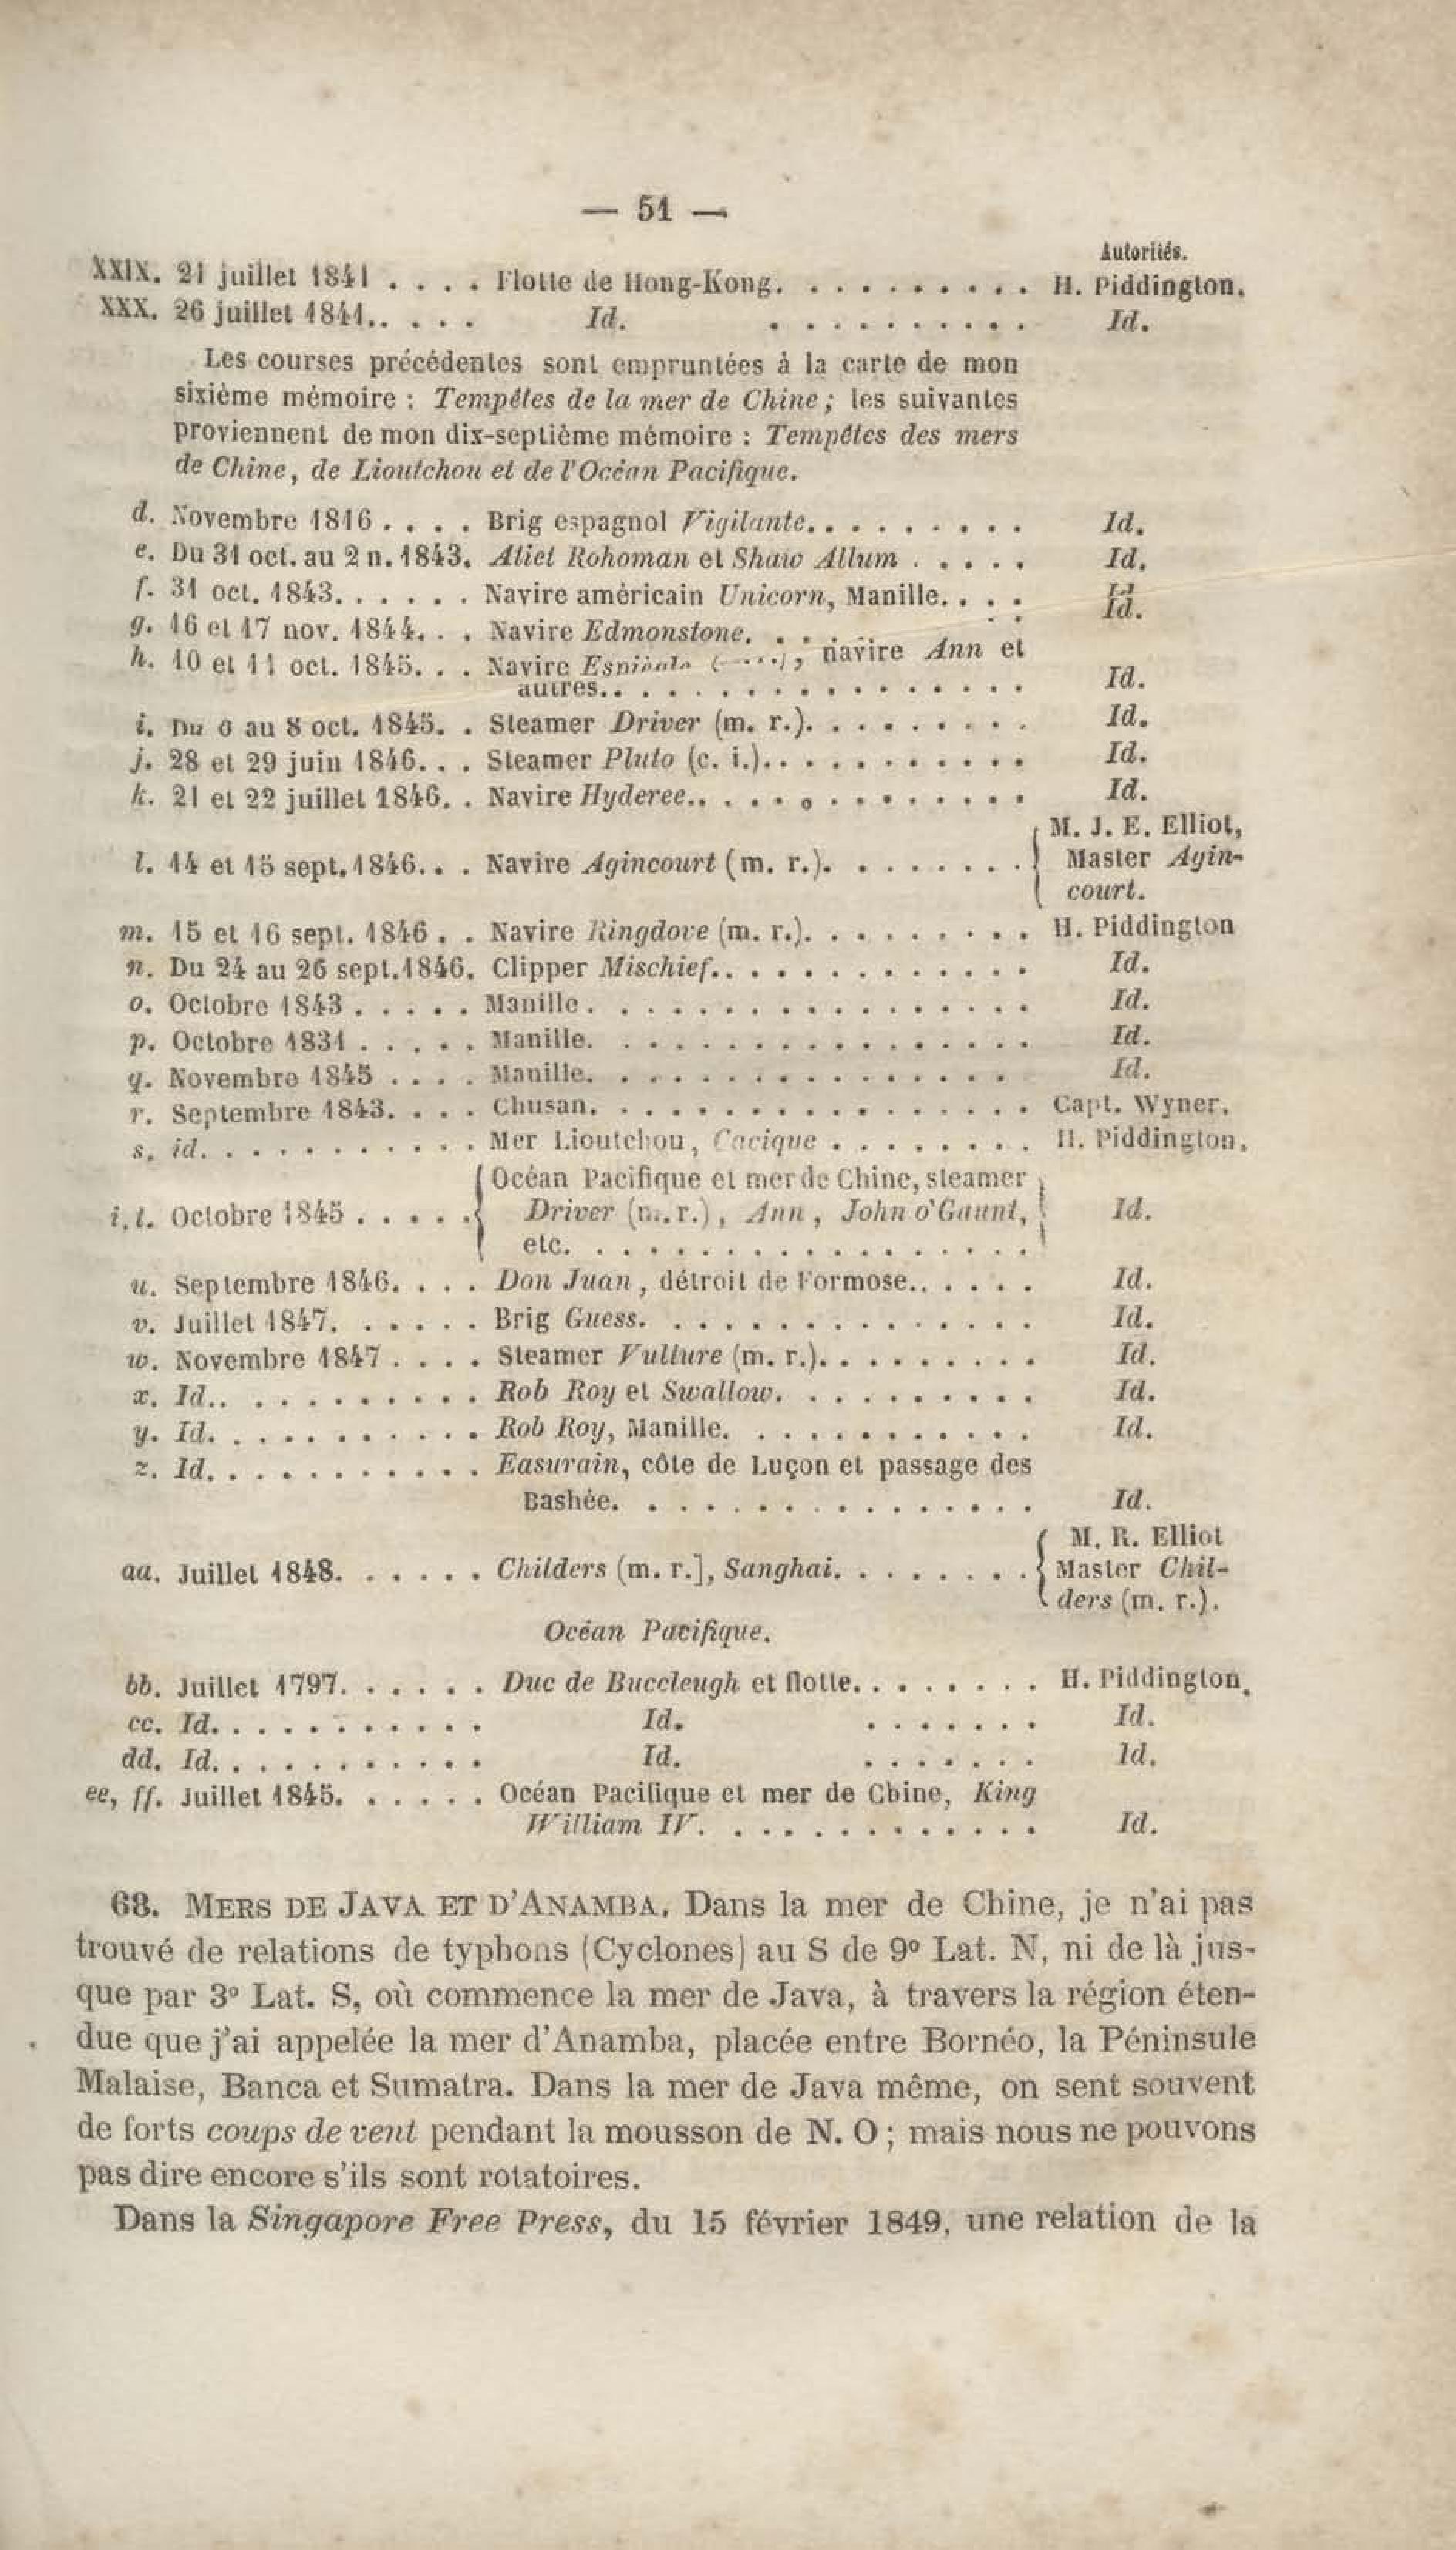 — 51 —
Autorités.
XXIX. 21 juillet 1841 . . . . Flotte de Hong-Kong. . . . . . . . . . H. Piddington.
XXX. 26 juillet 1841.. . . . Id. . . . . . . . . . . Id.
Les courses précédentes sont empruntées à la carte de mon
sixième mémoire : Tempêtes de la mer de Chine ; les suivantes
proviennent de mon dix-septième mémoire : Tempêtes des mers
de Chine, de Lioutchou et de l'Océan Pacifique.
d. Novembre 1816 . . . . Brig espagnol Vigilante. . . . . . . . . Id.
e. Du 31 oct. au 2 n. 1843. Atiet Rohoman et Shaw Allum . . . . . Id.
f. 31 oct. 1843. . . . . . Navire américain Unicorn, Manille. . . . Id.
g. 16 et 17 nov. 1844. . . Navire Edmonstone. . . . . . Id.
h. 10 et 11 oct. 1845. . . Navire , navire Ann et
autres.. . . . . . . . . . . . . . . . Id.
i. Du 6 au 8 oct. 1845. . Steamer Driver (m. r.). . . . . . . . . Id.
j. 28 et 29 juin 1846. . . Steamer Pluto (c. i.).. . . . . . . . . . Id.
k. 21 et 22 juillet 1846. . Navire Hyderee.. . . . . . . . . . . . . Id.
M. J. E. Elliot,
l. 14 et 15 sept. 1846. . . Navire Agincourt (m. r.). . . . . . . . Master Agin-
court.
m. 15 et 16 sept. 1846 . . Navire Ringdove (m. r.). . . . . . . . . H. Piddington
n. Du 24 au 26 sept. 1846. Clipper Mischief.. . . . . . . . . . . . Id.
o. Octobre 1843 . . . . . Manille. . . . . . . . . . . . . . . . . Id.
p. Octobre 1831 . . . . . Manille. . . . . . . . . . . . . . . . . Id.
q. Novembre 1845 . . . . Manille. . . . . . . . . . . . . . . . Id.
r. Septembre 1843. . . . Chusan. . . . . . . . . . . . . . . . . Capt. Wyner.
s. id. . . . . . . . . . . Mer Lioutchou, Cacique . . . . . . . . H. Piddington.
Océan Pacifique et mer de Chine, steamer
i, t. Octobre 1845 . . . . . Driver (m. r.), Ann, John o'Gaunt, Id.
etc. . . . . . . . . . . . . . . . . .
u. Septembre 1846. . . . Don Juan, détroit de Formose.. . . . . Id.
v. Juillet 1847. . . . . . Brig Guess. . . . . . . . . . . . . . . Id.
w. Novembre 1847 . . . . Steamer Vulture (m. r.). . . . . . . . . Id.
x. Id.. . . . . . . . . . Rob Roy et Swallow. . . . . . . . . . Id.
y. Id. . . . . . . . . . . Rob Roy, Manille. . . . . . . . . . . . Id.
z. Id. . . . . . . . . . . Easurain, côte de Luçon et passage des
Bashée. . . . . . . . . . . . . . . . Id.
M. R. Elliot
aa. Juillet 1848. . . . . . Childers (m. r.], Sanghai. . . . . . . . Master Chil-
ders (m. r.).
Océan Pacifique.
bb. Juillet 1797. . . . . . Duc de Buccleugh et flotte. . . . . . . . H. Piddington.
cc. Id. . . . . . . . . . . Id. . . . . . . . Id.
dd. Id. . . . . . . . . . . Id. . . . . . . . Id.
ee, ff. Juillet 1845. . . . . . Océan Pacifique et mer de Chine, King
William IV. . . . . . . . . . . . . Id.
68. MERS DE JAVA ET D'ANAMBA. Dans la mer de Chine, je n'ai pas
trouvé de relations de typhons (Cyclones) au S de 9° Lat. N, ni de là jus-
que par 3° Lat. S, où commence la mer de Java, à travers la région éten-
due que j'ai appelée la mer d'Anamba, placée entre Bornéo, la Péninsule
Malaise, Banca et Sumatra. Dans la mer de Java même, on sent souvent
de forts coups de vent pendant la mousson de N. O ; mais nous ne pouvons
pas dire encore s'ils sont rotatoires.
Dans la Singapore Free Press, du 15 février 1849, une relation de la